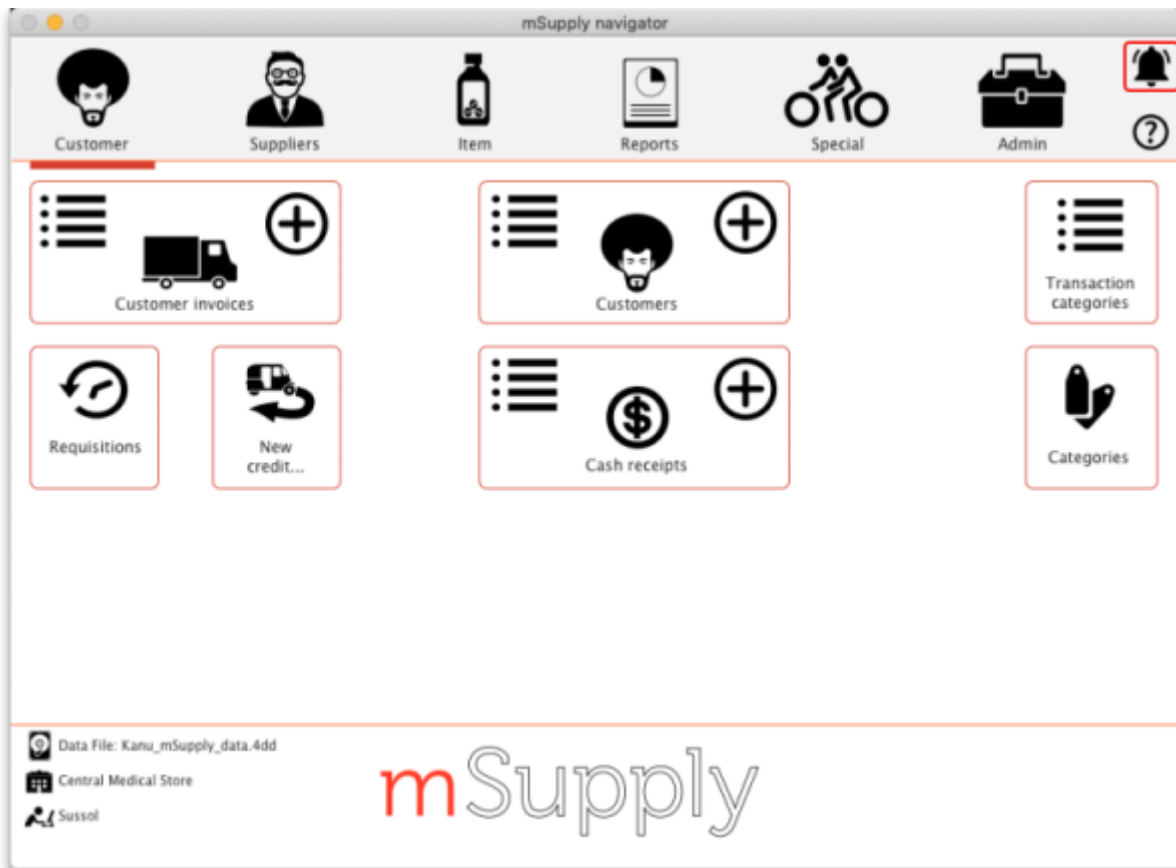 mSupply navigator
Customer
Suppliers
Item
Reports
Special
Admin
Customer invoices
Customers
Transaction
categories
Requisitions
New
credit...
Cash receipts
Categories
Data File: Kanu_mSupply_data.4dd
Central Medical Store
Sussol
mSupply